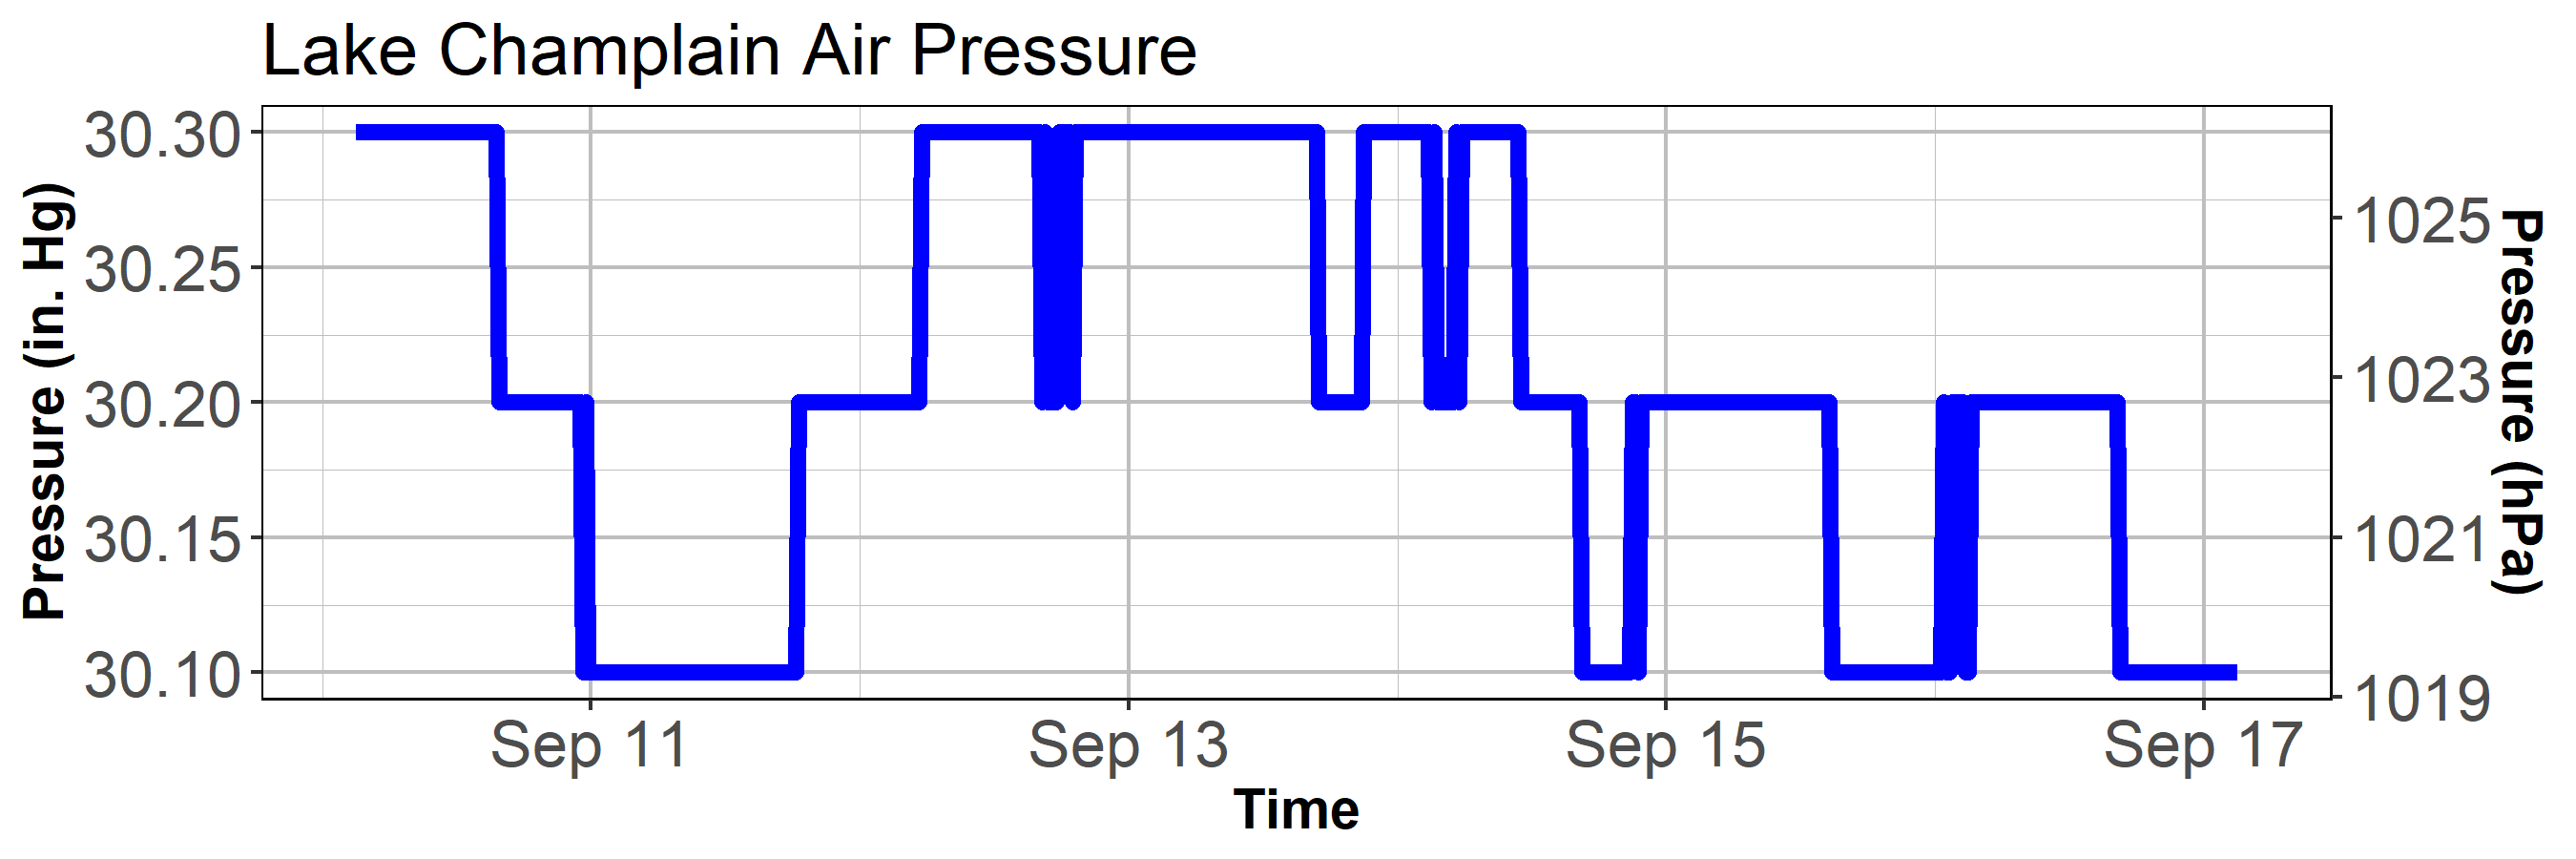 Lake Champlain Air Pressure
Pressure (in. Hg)
30.30
30.25
30.20
30.15
30.10
1025
1023
1021
1019
Pressure (hPa)
Sep 11 Sep 13 Sep 15 Sep 17
Time